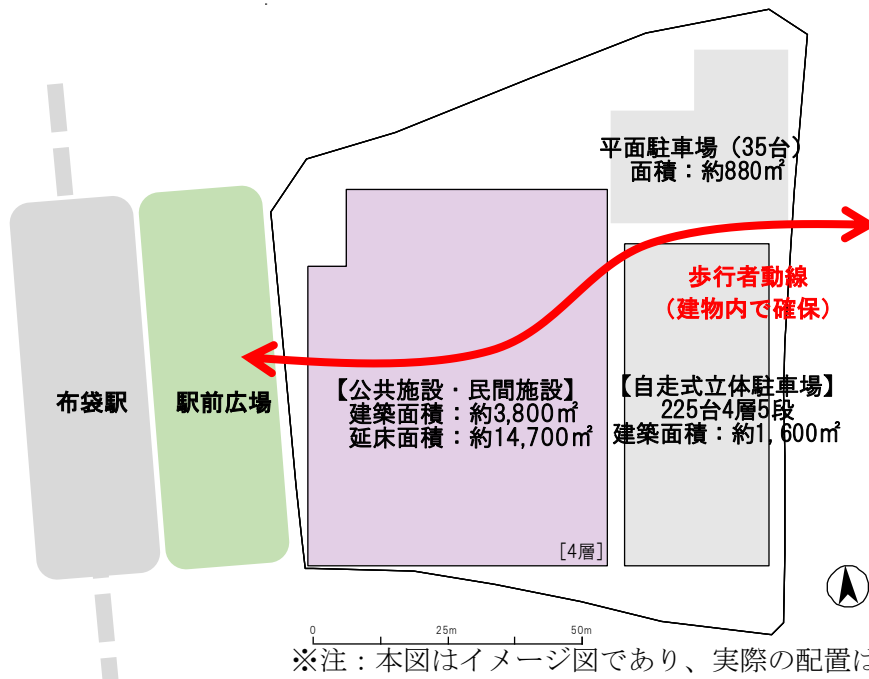 平面駐車場（35台）
面積：約880㎡
歩行者動線
（建物内で確保）
布袋駅
駅前広場
【公共施設・民間施設】
建築面積：約3,800㎡
延床面積：約14,700㎡
[4層]
【自走式立体駐車場】
225台4層5段
建築面積：約1,600㎡
0 25m 50m
※注：本図はイメージ図であり、実際の配置は